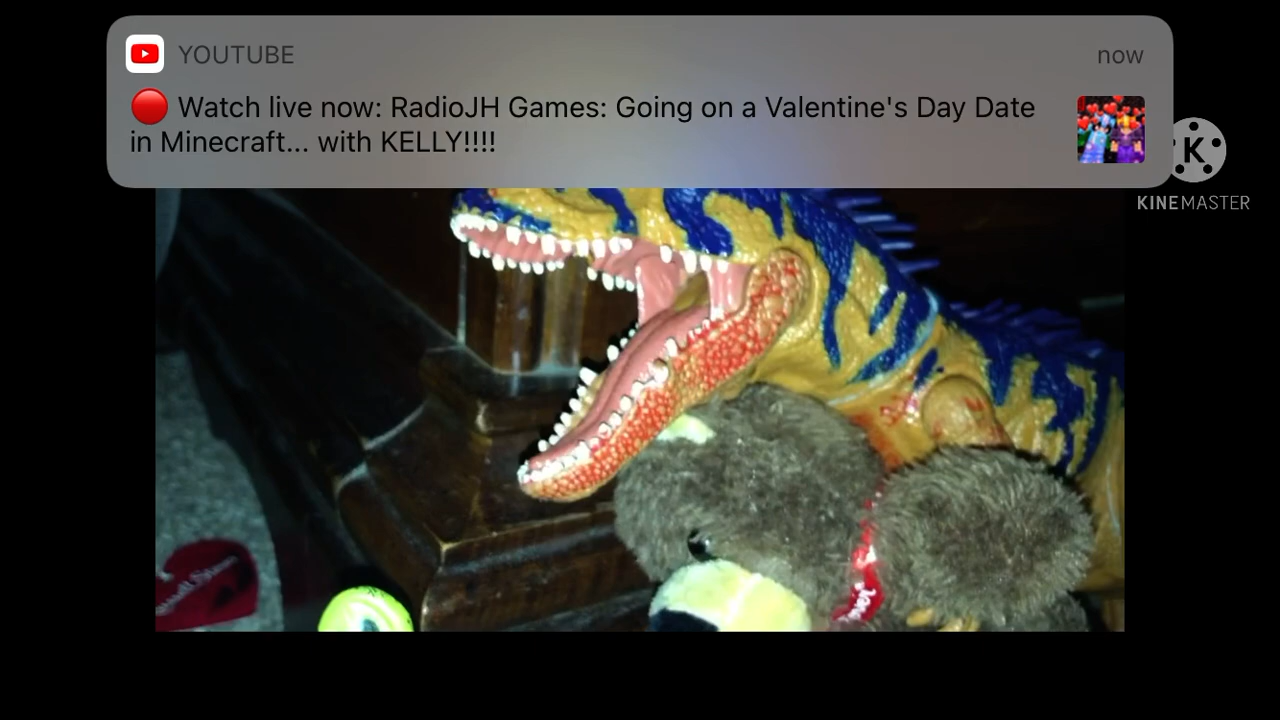 YOUTUBE
now
🔴 Watch live now: RadioJH Games: Going on a Valentine's Day Date
in Minecraft... with KELLY!!!!
K
KINEMASTER